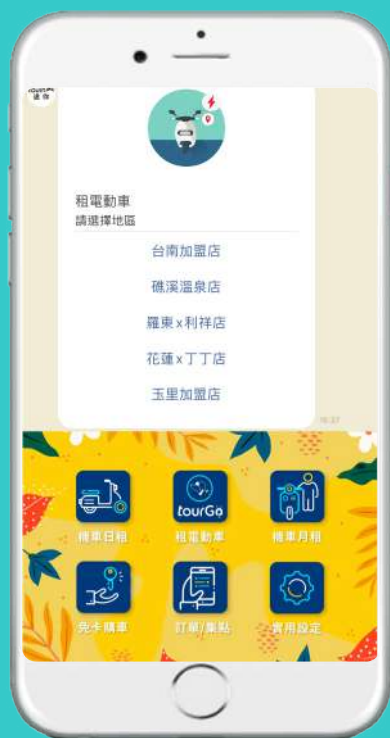 迷你
租電動車
請選擇地區
台南加盟店
礁溪溫泉店
羅東x利祥店
花蓮x丁丁店
玉里加盟店
機車日租
tourGo
租電動車
機車月租
免卡購車
訂單/集點
實用設定